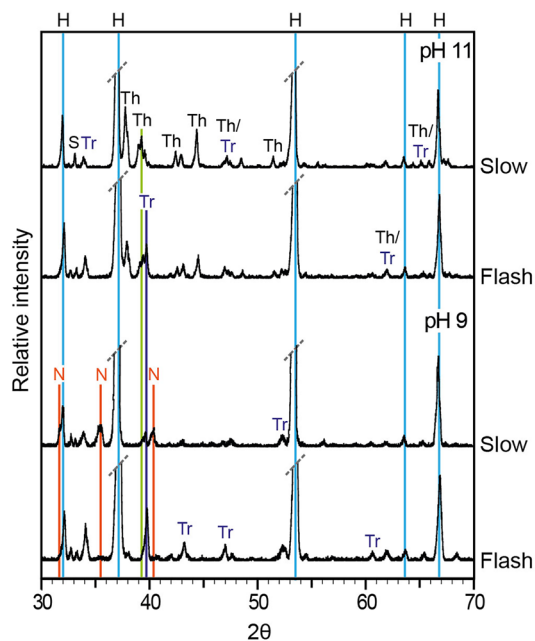 H H H H H
pH 11
Th
S Tr Th Th Th Th/ Tr Th Th/ Tr
Slow
Tr
Th/ Tr
Flash
pH 9
N N N
Tr
Slow
Tr Tr Tr
Flash
30 40 50 60 70
2θ
Relative intensity